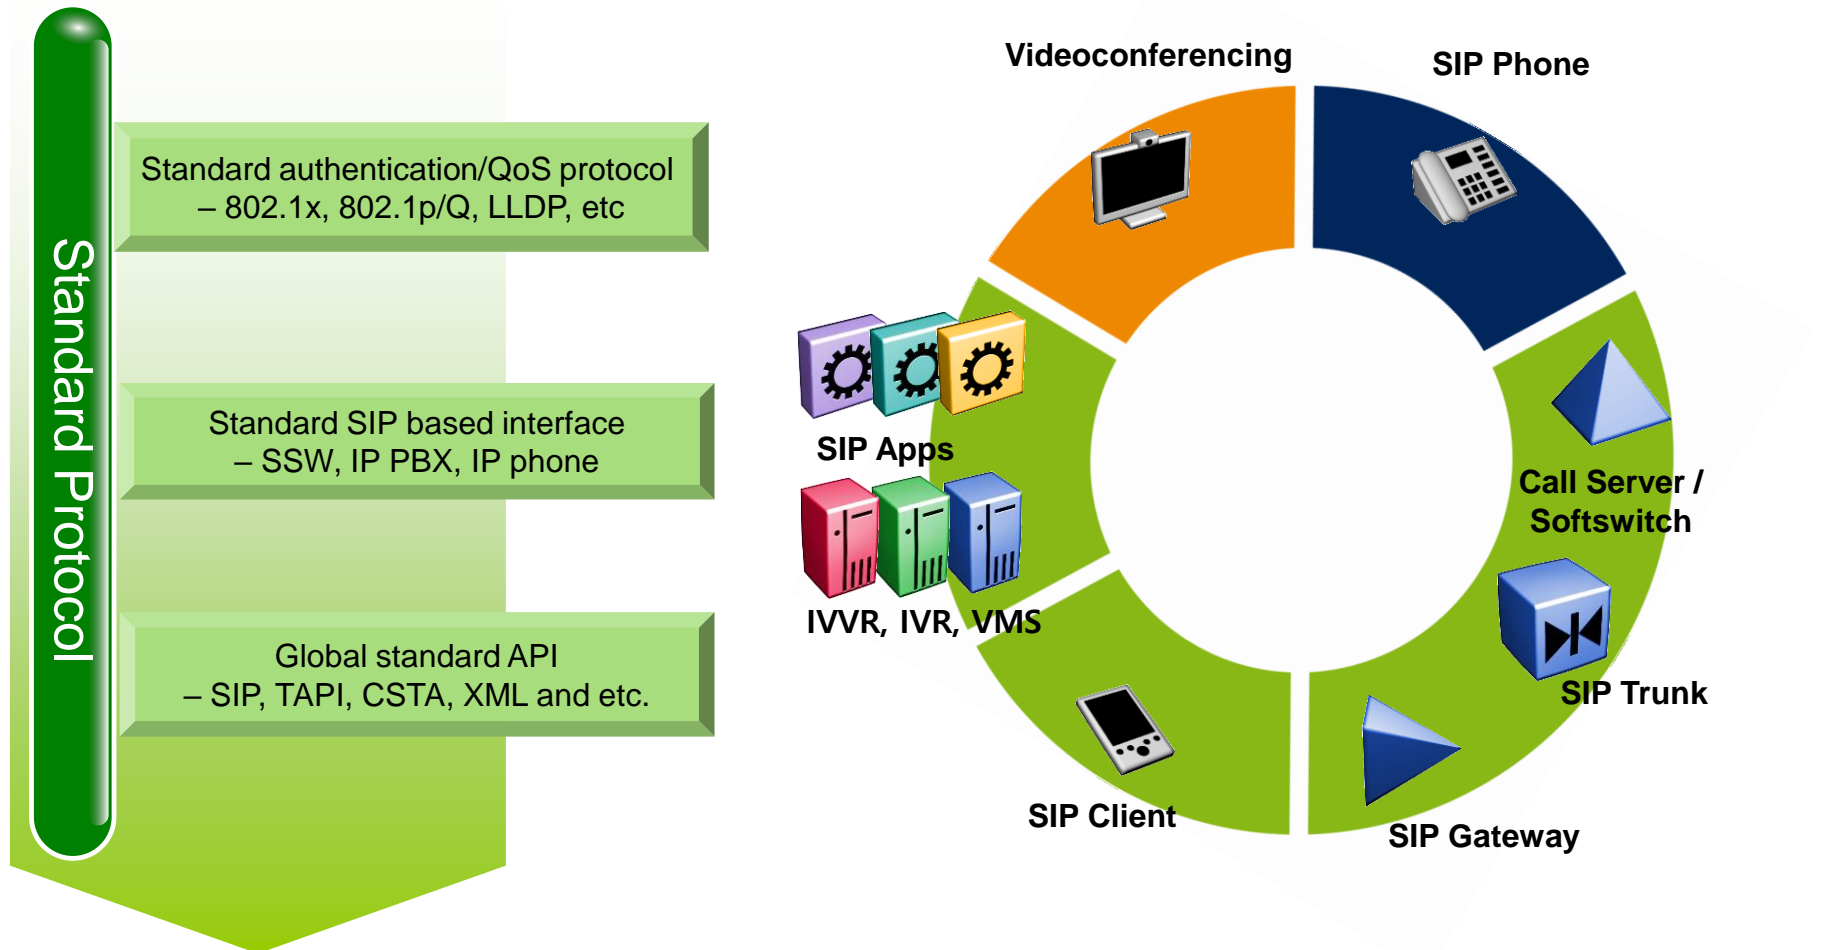 Standard Protocol
Standard authentication/QoS protocol
– 802.1x, 802.1p/Q, LLDP, etc
Standard SIP based interface
– SSW, IP PBX, IP phone
Global standard API
– SIP, TAPI, CSTA, XML and etc.
Videoconferencing
SIP Phone
SIP Apps
Call Server /
Softswitch
IVVR, IVR, VMS
SIP Trunk
SIP Client
SIP Gateway